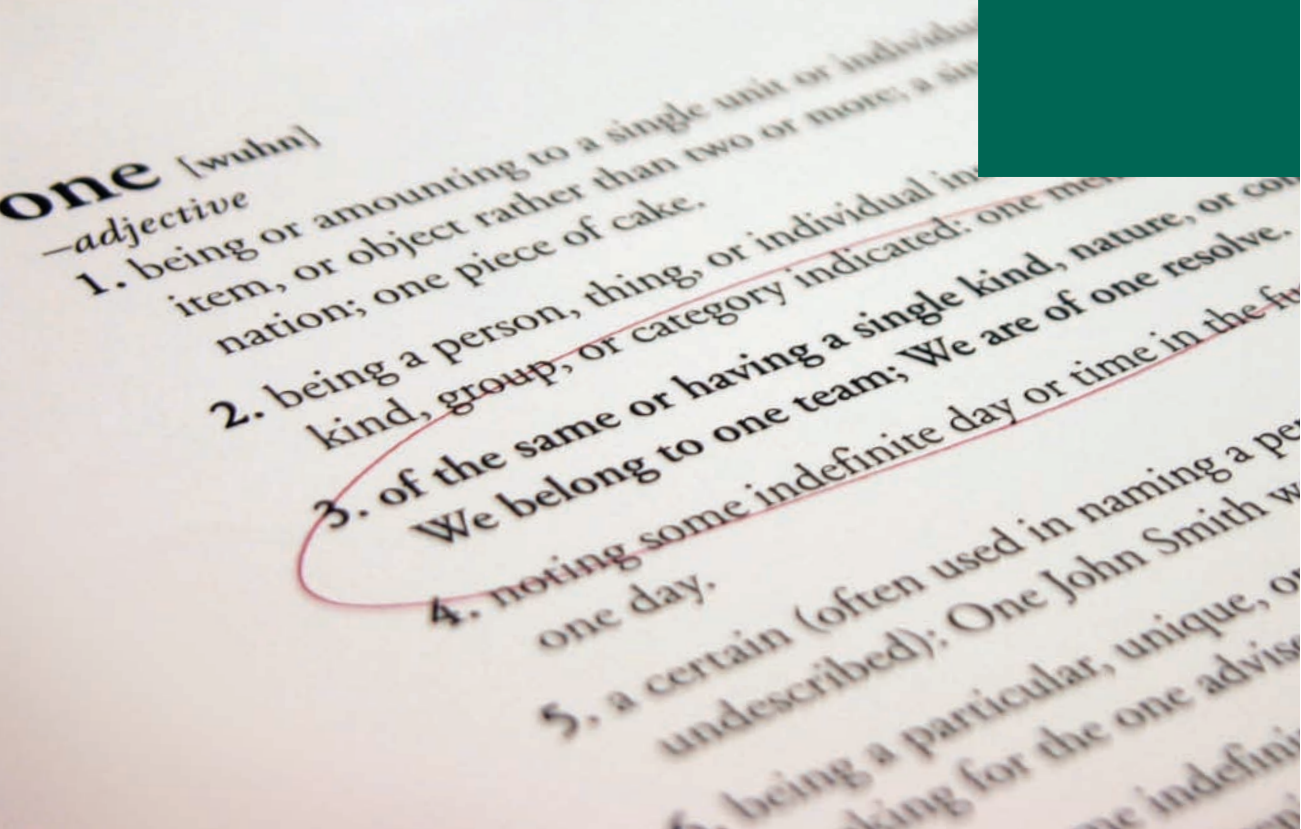 one [wuhn]
—adjective
1. being or amounting to a single unit or
item, or object rather than two or more; a
nation; one piece of cake.
2. being a person, thing, or individual
kind, group, or category indicated: one
3. of the same or having a single kind, nature, or
We belong to one team; We are of one resolve.
4. noting some indefinite day or time in the
one day.
5. a certain (often used in naming a
undescribed): One John Smith
6. being a particular, unique,
for the one
indefinite